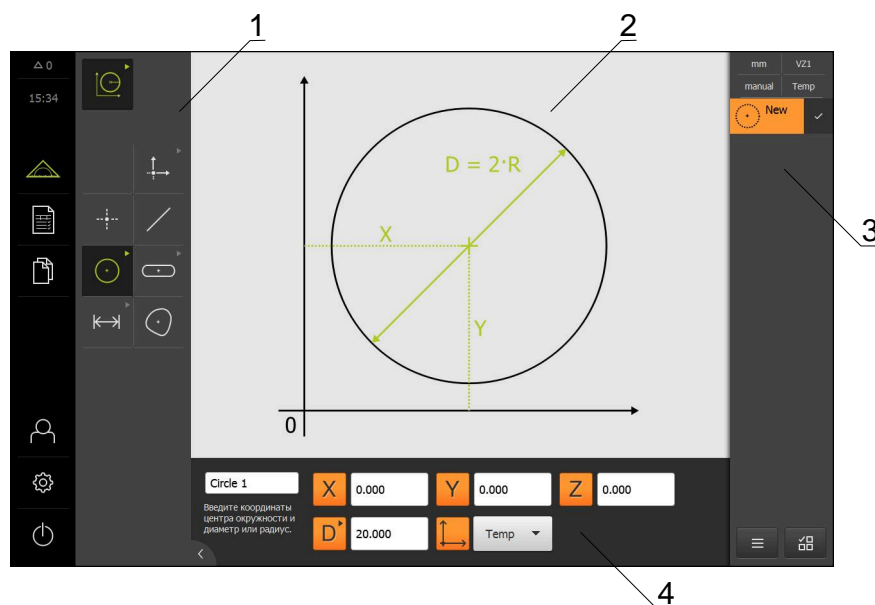 1
2
△ 0
15:34
mm VZ1
manual Temp
New
D = 2·R
X
Y
0
3
Circle 1
X 0.000 Y 0.000 Z 0.000
Введите координаты
центра окружности и
диаметр или радиус.
D 20.000 Temp
4